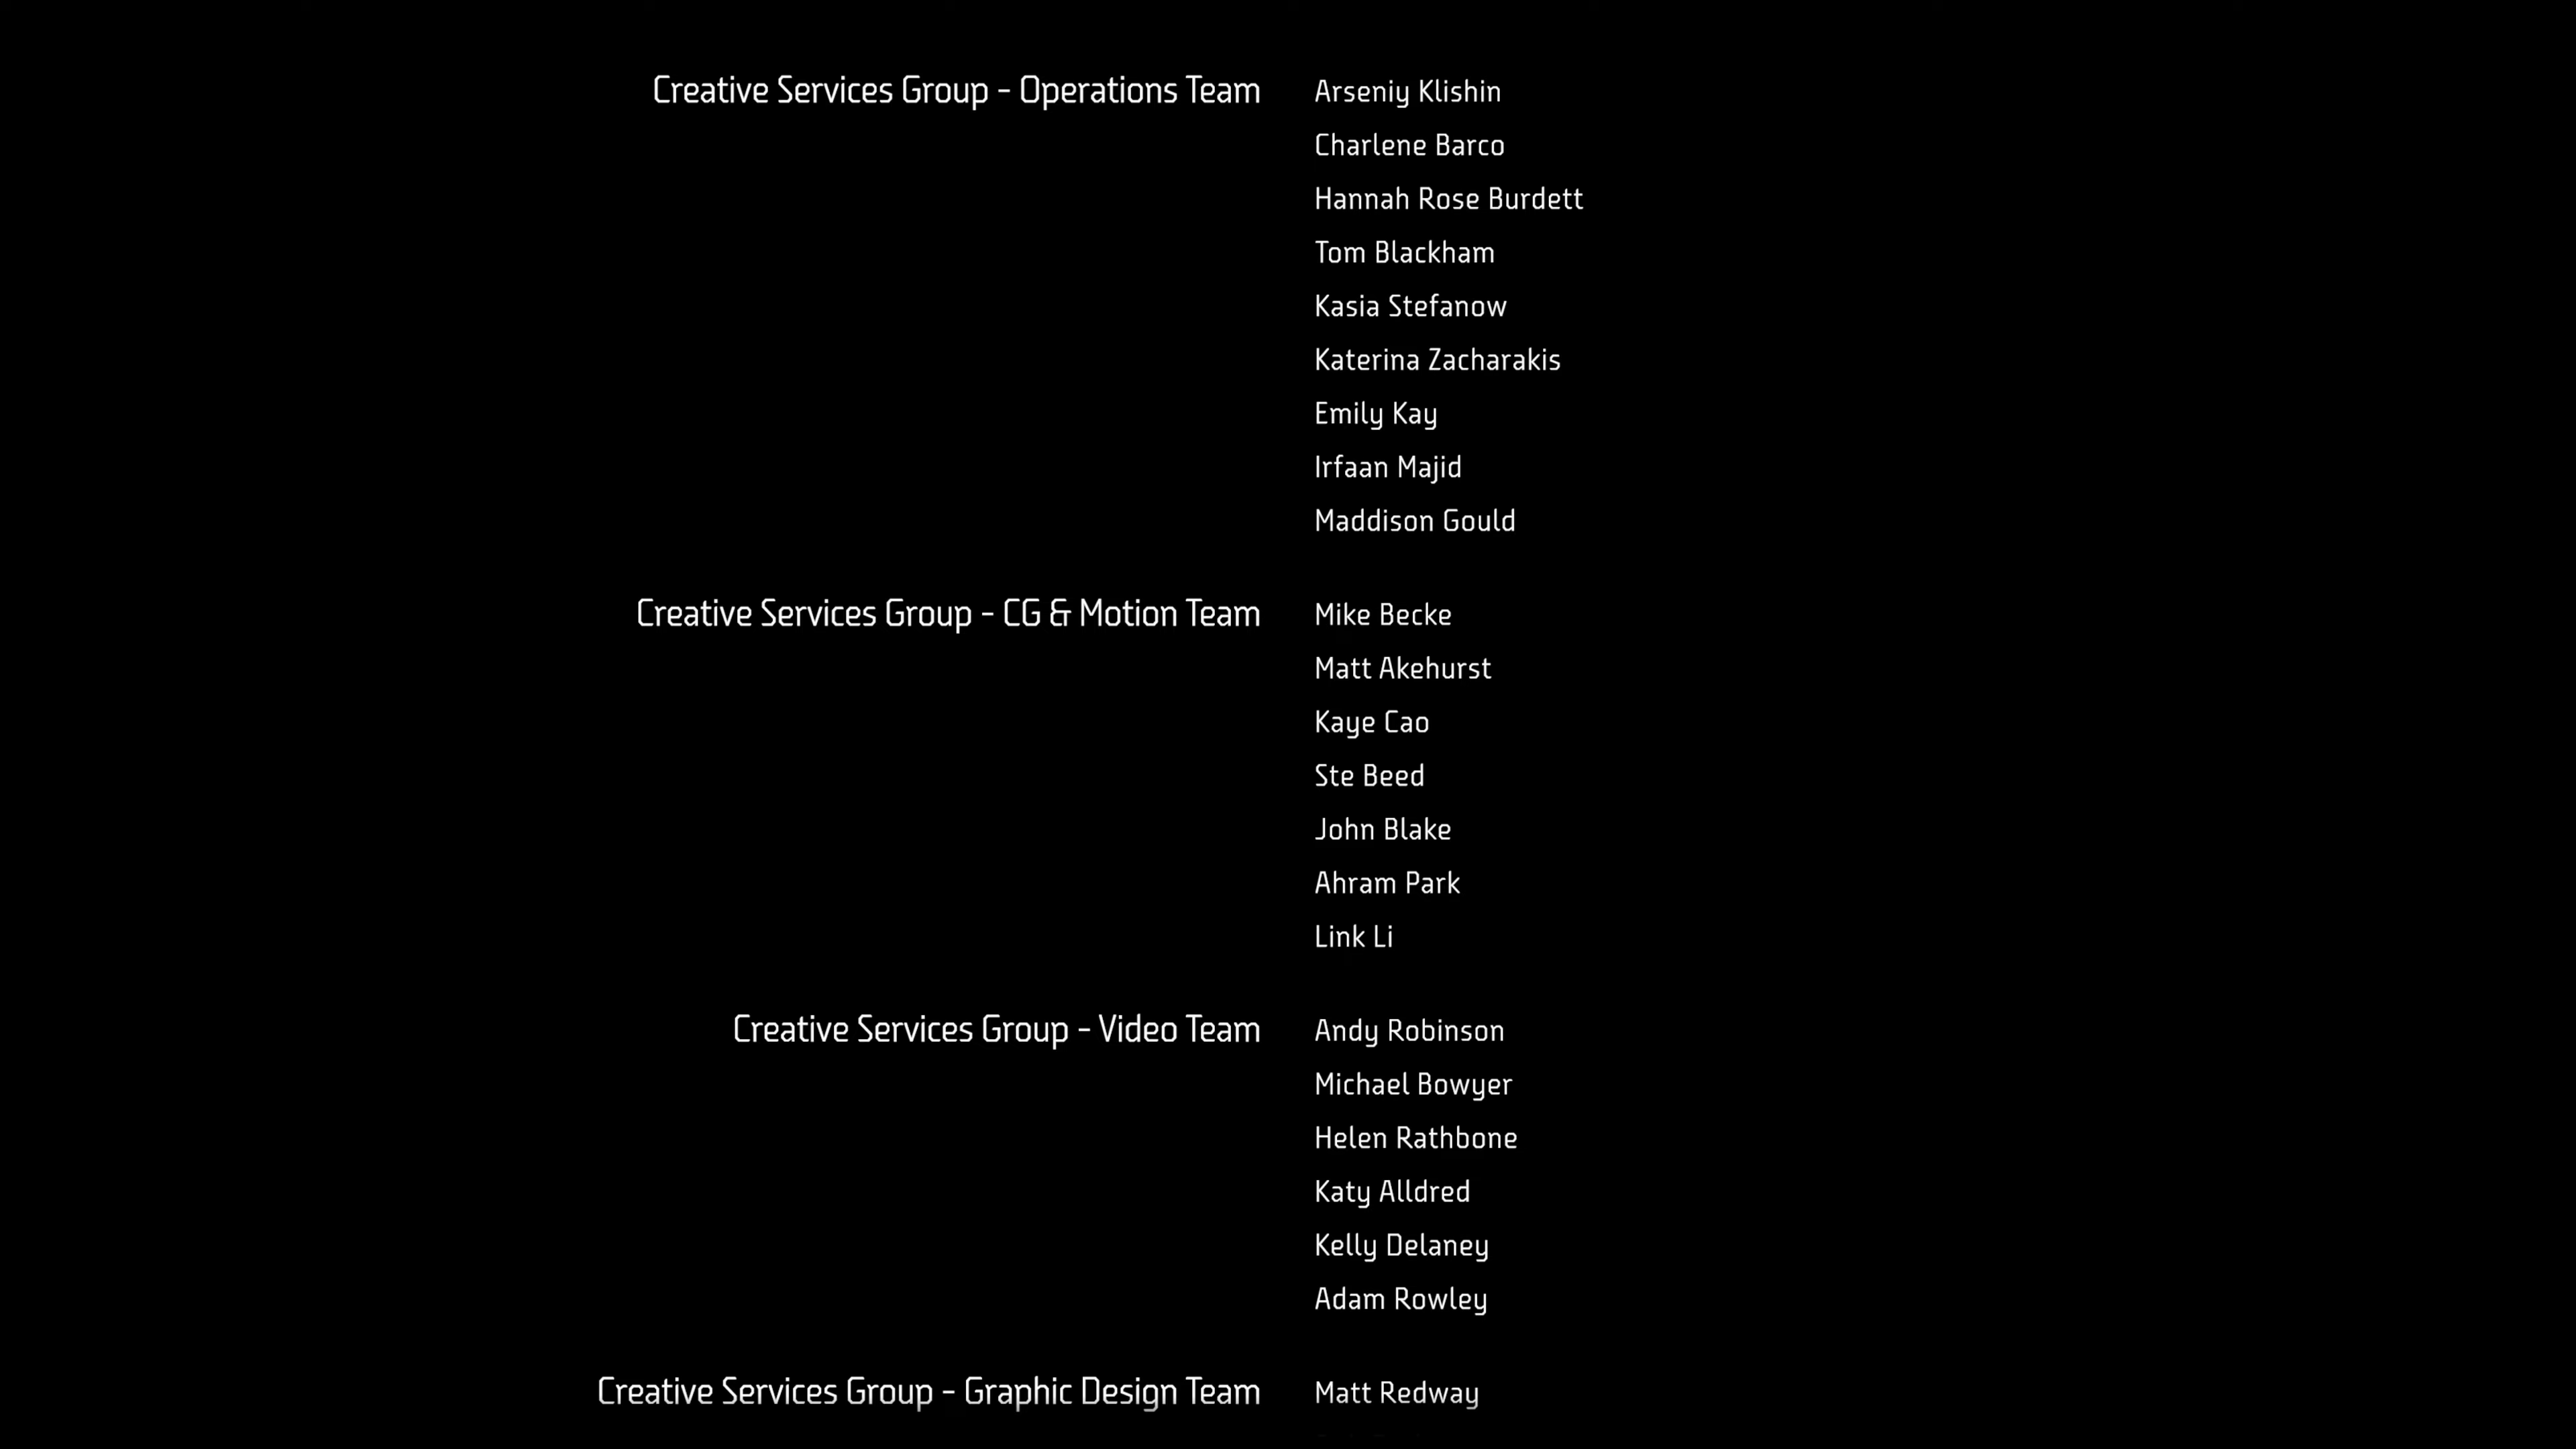 Creative Services Group - Operations Team Arseniy Klishin
Charlene Barco
Hannah Rose Burdett
Tom Blackham
Kasia Stefanow
Katerina Zacharakis
Emily Kay
Irfaan Majid
Maddison Gould
Creative Services Group - CG & Motion Team Mike Becke
Matt Akehurst
Kaye Cao
Ste Beed
John Blake
Ahram Park
Link Li
Creative Services Group - Video Team Andy Robinson
Michael Bowyer
Helen Rathbone
Katy Alldred
Kelly Delaney
Adam Rowley
Creative Services Group - Graphic Design Team Matt Redway